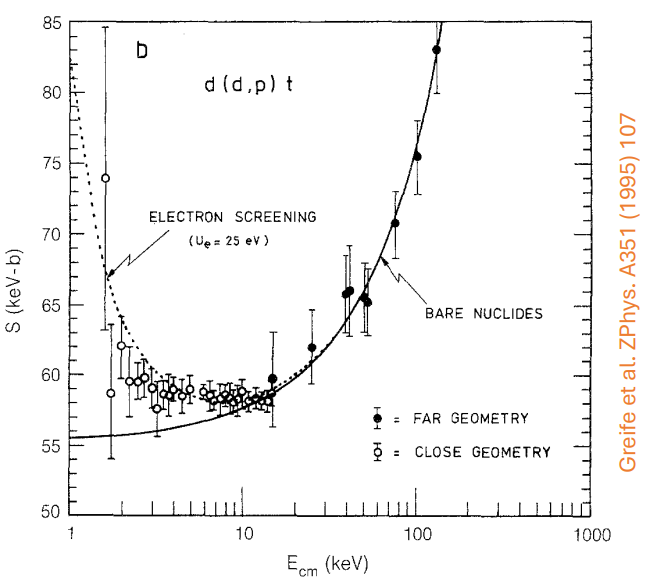 85
80
75
70
65
60
55
50
S (keV-b)
b
d(d,p)t
ELECTRON SCREENING
(Ue = 25 eV)
BARE NUCLIDES
= FAR GEOMETRY
= CLOSE GEOMETRY
1
10
100
1000
Ecm (keV)
Greife et al. ZPhys. A351 (1995) 107